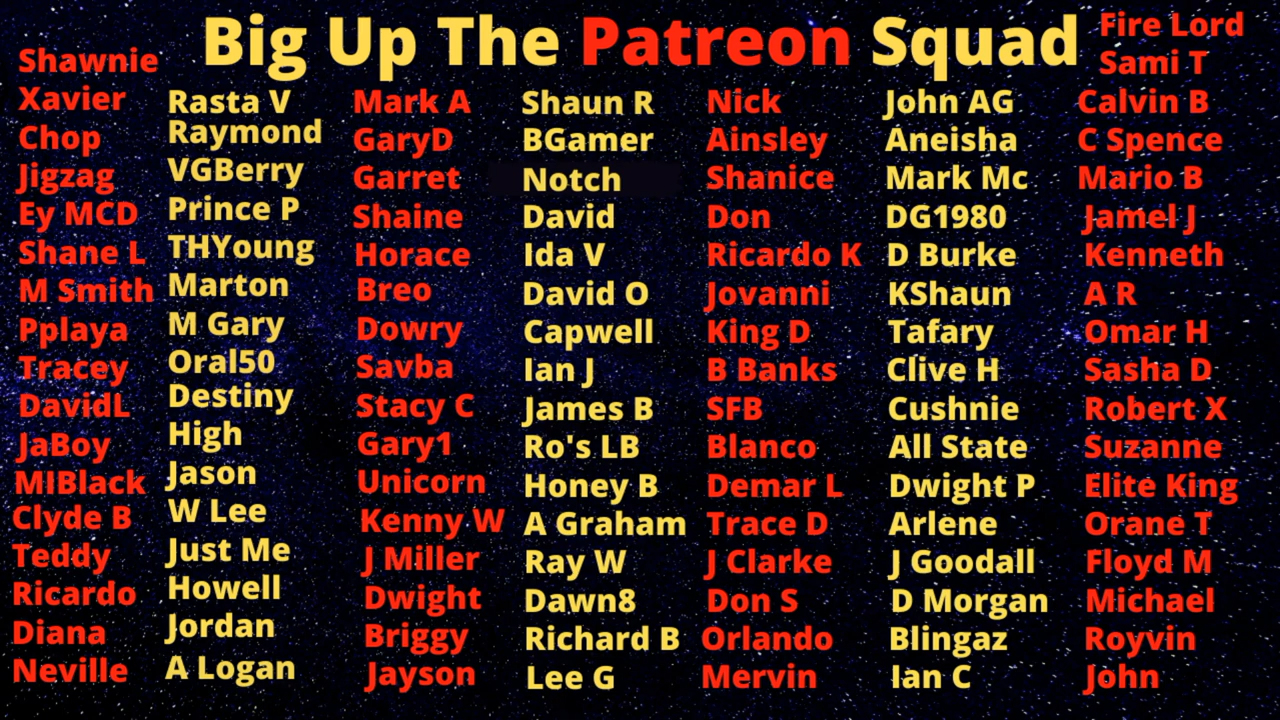 Big Up The Patreon Squad
Shawnie
Xavier
Chop
Jigzag
Ey MCD
Shane L
M Smith
Pplaya
Tracey
DavidL
JaBoy
MIBlack
Clyde B
Teddy
Ricardo
Diana
Neville
Rasta V
Raymond
VGBerry
Prince P
THYoung
Marton
M Gary
Oral50
Destiny
High
Jason
W Lee
Just Me
Howell
Jordan
A Logan
Mark A
GaryD
Garret
Shaine
Horace
Breo
Dowry
Savba
Stacy C
Gary1
Unicorn
Kenny W
J Miller
Dwight
Briggy
Jayson
Shaun R
BGamer
Notch
David
Ida V
David O
Capwell
Ian J
James B
Ro's LB
Honey B
A Graham
Ray W
Dawn8
Richard B
Lee G
Nick
Ainsley
Shanice
Don
Ricardo K
Jovanni
King D
B Banks
SFB
Blanco
Demar L
Trace D
J Clarke
Don S
Orlando
Mervin
John AG
Aneisha
Mark Mc
DG1980
D Burke
KShaun
Tafary
Clive H
Cushnie
All State
Dwight P
Arlene
J Goodall
D Morgan
Blingaz
Ian C
Fire Lord
Sami T
Calvin B
C Spence
Mario B
Jamel J
Kenneth
A R
Omar H
Sasha D
Robert X
Suzanne
Elite King
Orane T
Floyd M
Michael
Royvin
John